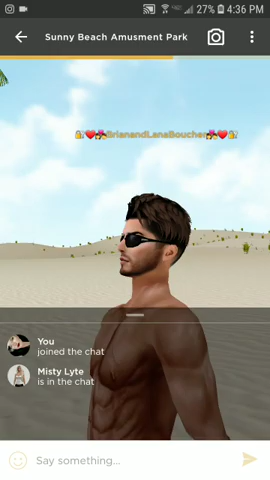 27% 4:36 PM
Sunny Beach Amusment Park
BrianandLanaBoucher
You
joined the chat
Misty Lyte
is in the chat
Say something...